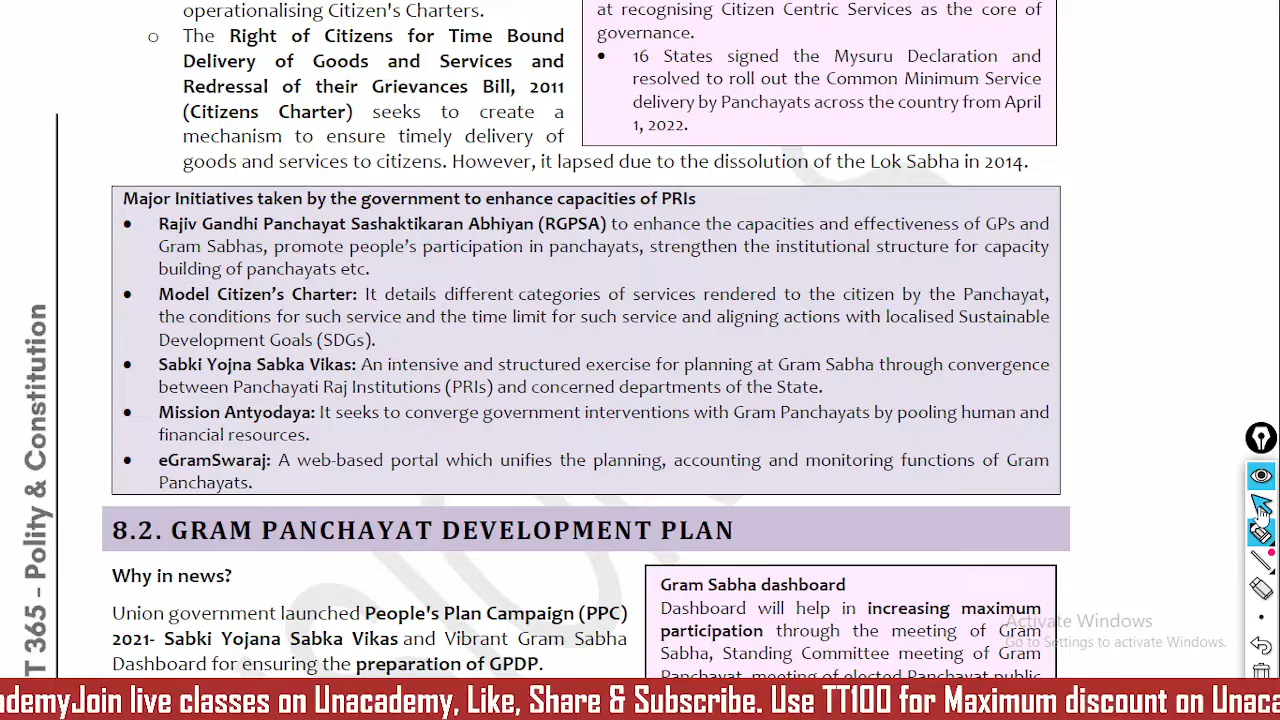 operationalising Citizen's Charters.
o The Right of Citizens for Time Bound
Delivery of Goods and Services and
Redressal of their Grievances Bill, 2011
(Citizens Charter) seeks to create a
mechanism to ensure timely delivery of
goods and services to citizens. However, it lapsed due to the dissolution of the Lok Sabha in 2014.
at recognising Citizen Centric Services as the core of
governance.
• 16 States signed the Mysuru Declaration and
resolved to roll out the Common Minimum Service
delivery by Panchayats across the country from April
1, 2022.
Major Initiatives taken by the government to enhance capacities of PRIs
• Rajiv Gandhi Panchayat Sashaktikaran Abhiyan (RGPSA) to enhance the capacities and effectiveness of GPs and
Gram Sabhas, promote people's participation in panchayats, strengthen the institutional structure for capacity
building of panchayats etc.
• Model Citizen's Charter: It details different categories of services rendered to the citizen by the Panchayat,
the conditions for such service and the time limit for such service and aligning actions with localised Sustainable
Development Goals (SDGs).
• Sabki Yojna Sabka Vikas: An intensive and structured exercise for planning at Gram Sabha through convergence
between Panchayati Raj Institutions (PRIs) and concerned departments of the State.
• Mission Antyodaya: It seeks to converge government interventions with Gram Panchayats by pooling human and
financial resources.
• eGramSwaraj: A web-based portal which unifies the planning, accounting and monitoring functions of Gram
Panchayats.
8.2. GRAM PANCHAYAT DEVELOPMENT PLAN
Why in news?
Union government launched People's Plan Campaign (PPC)
2021- Sabki Yojana Sabka Vikas and Vibrant Gram Sabha
Dashboard for ensuring the preparation of GPDP.
Gram Sabha dashboard
Dashboard will help in increasing maximum
participation through the meeting of Gram
Sabha, Standing Committee meeting of Gram
Panchayat, meeting of elected Panchayat public
T 365 - Polity & Constitution
Activate Windows
Go to Settings to activate Windows.
ademyJoin live classes on Unacademy, Like, Share & Subscribe. Use TT100 for Maximum discount on Unaca